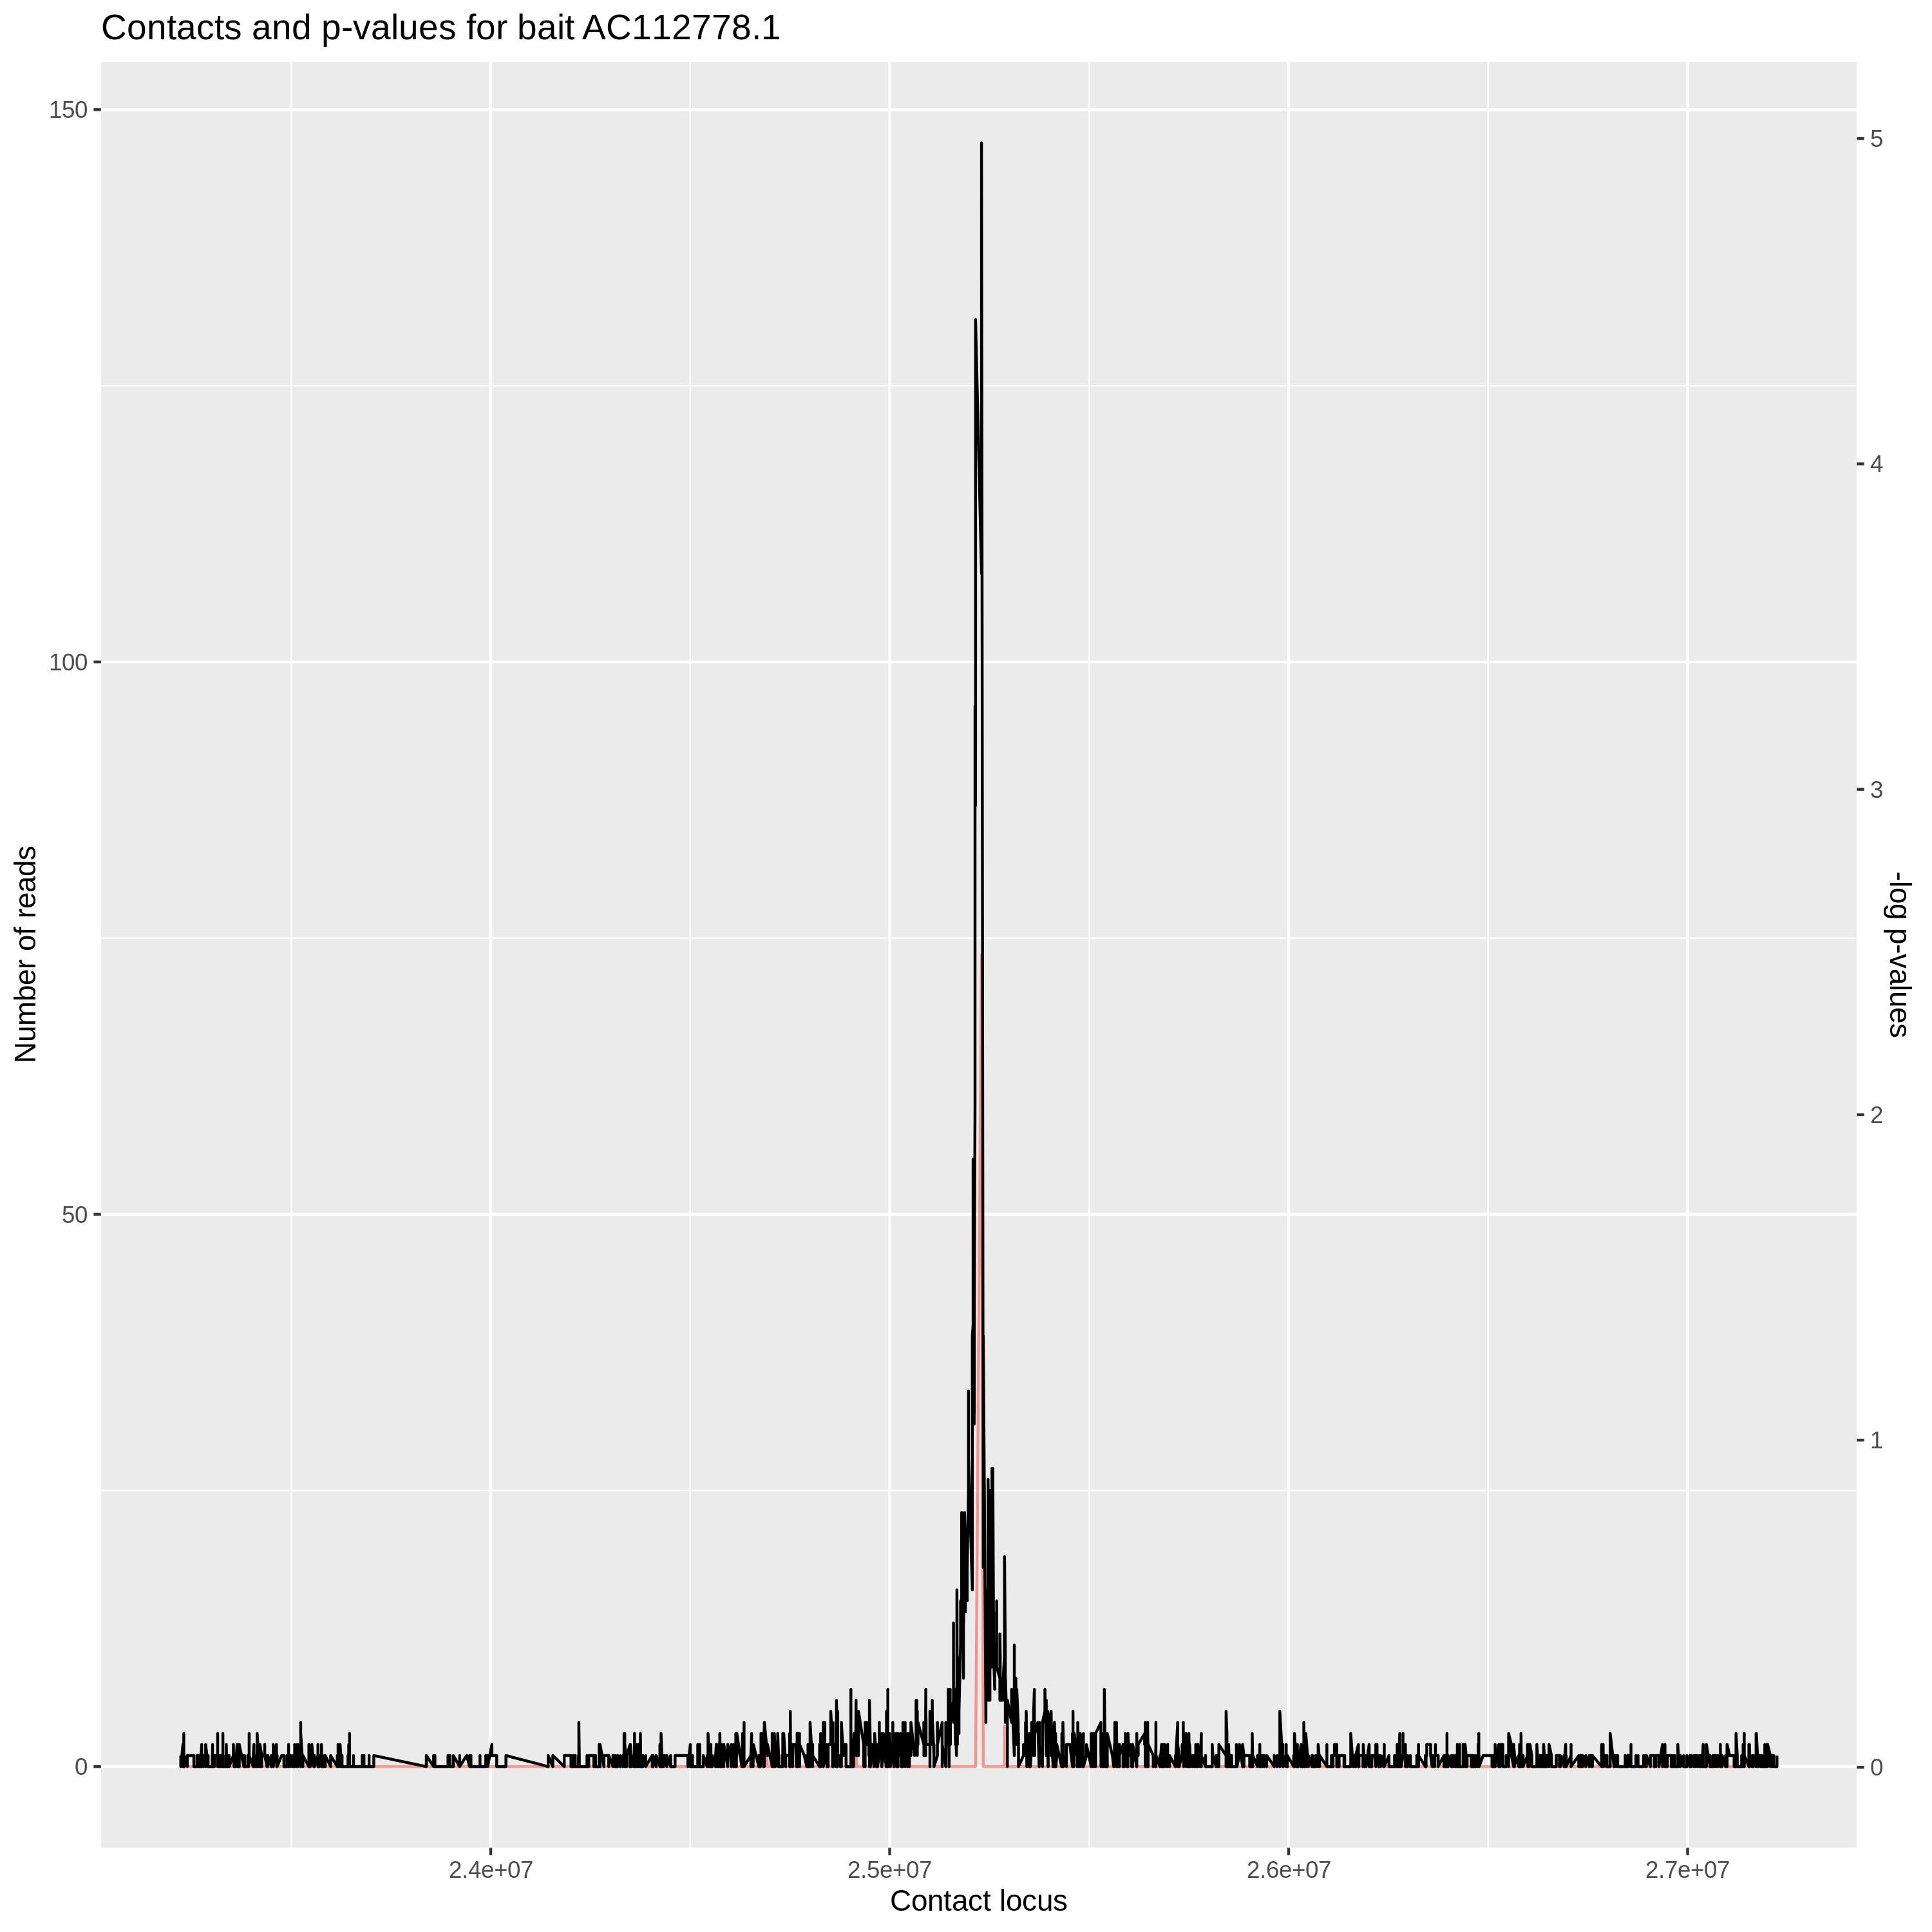 Contacts and p-values for bait AC112778.1
150
100
50
0
Number of reads
5
4
3
2
1
0
-log p-values
2.4e+07
2.5e+07
2.6e+07
2.7e+07
Contact locus